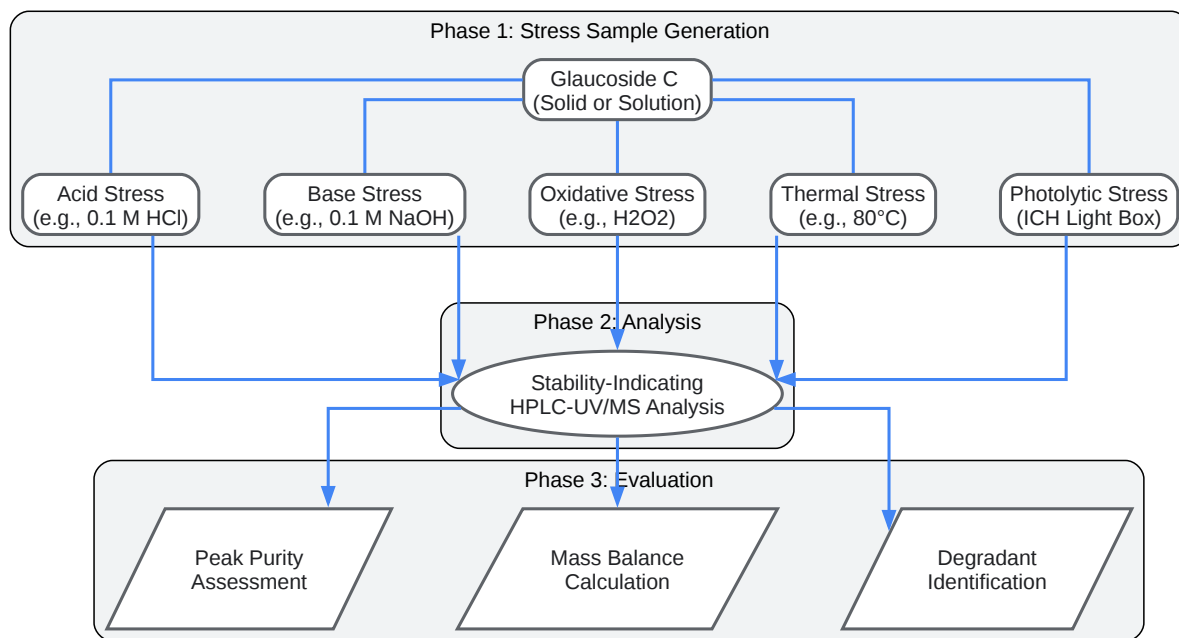 Phase 1: Stress Sample Generation
Glaucoside C
(Solid or Solution)
Acid Stress
(e.g., 0.1 M HCl)
Base Stress
(e.g., 0.1 M NaOH)
Oxidative Stress
(e.g., H2O2)
Thermal Stress
(e.g., 80°C)
Photolytic Stress
(ICH Light Box)
Phase 2: Analysis
Stability-Indicating
HPLC-UV/MS Analysis
Phase 3: Evaluation
Peak Purity
Assessment
Mass Balance
Calculation
Degradant
Identification